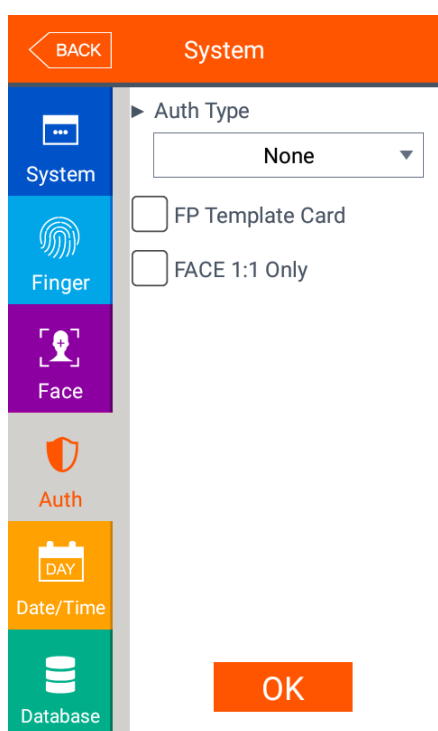 BACK
System
System
Finger
Face
Auth
DAY
Date/Time
Database
► Auth Type
None
FP Template Card
FACE 1:1 Only
OK